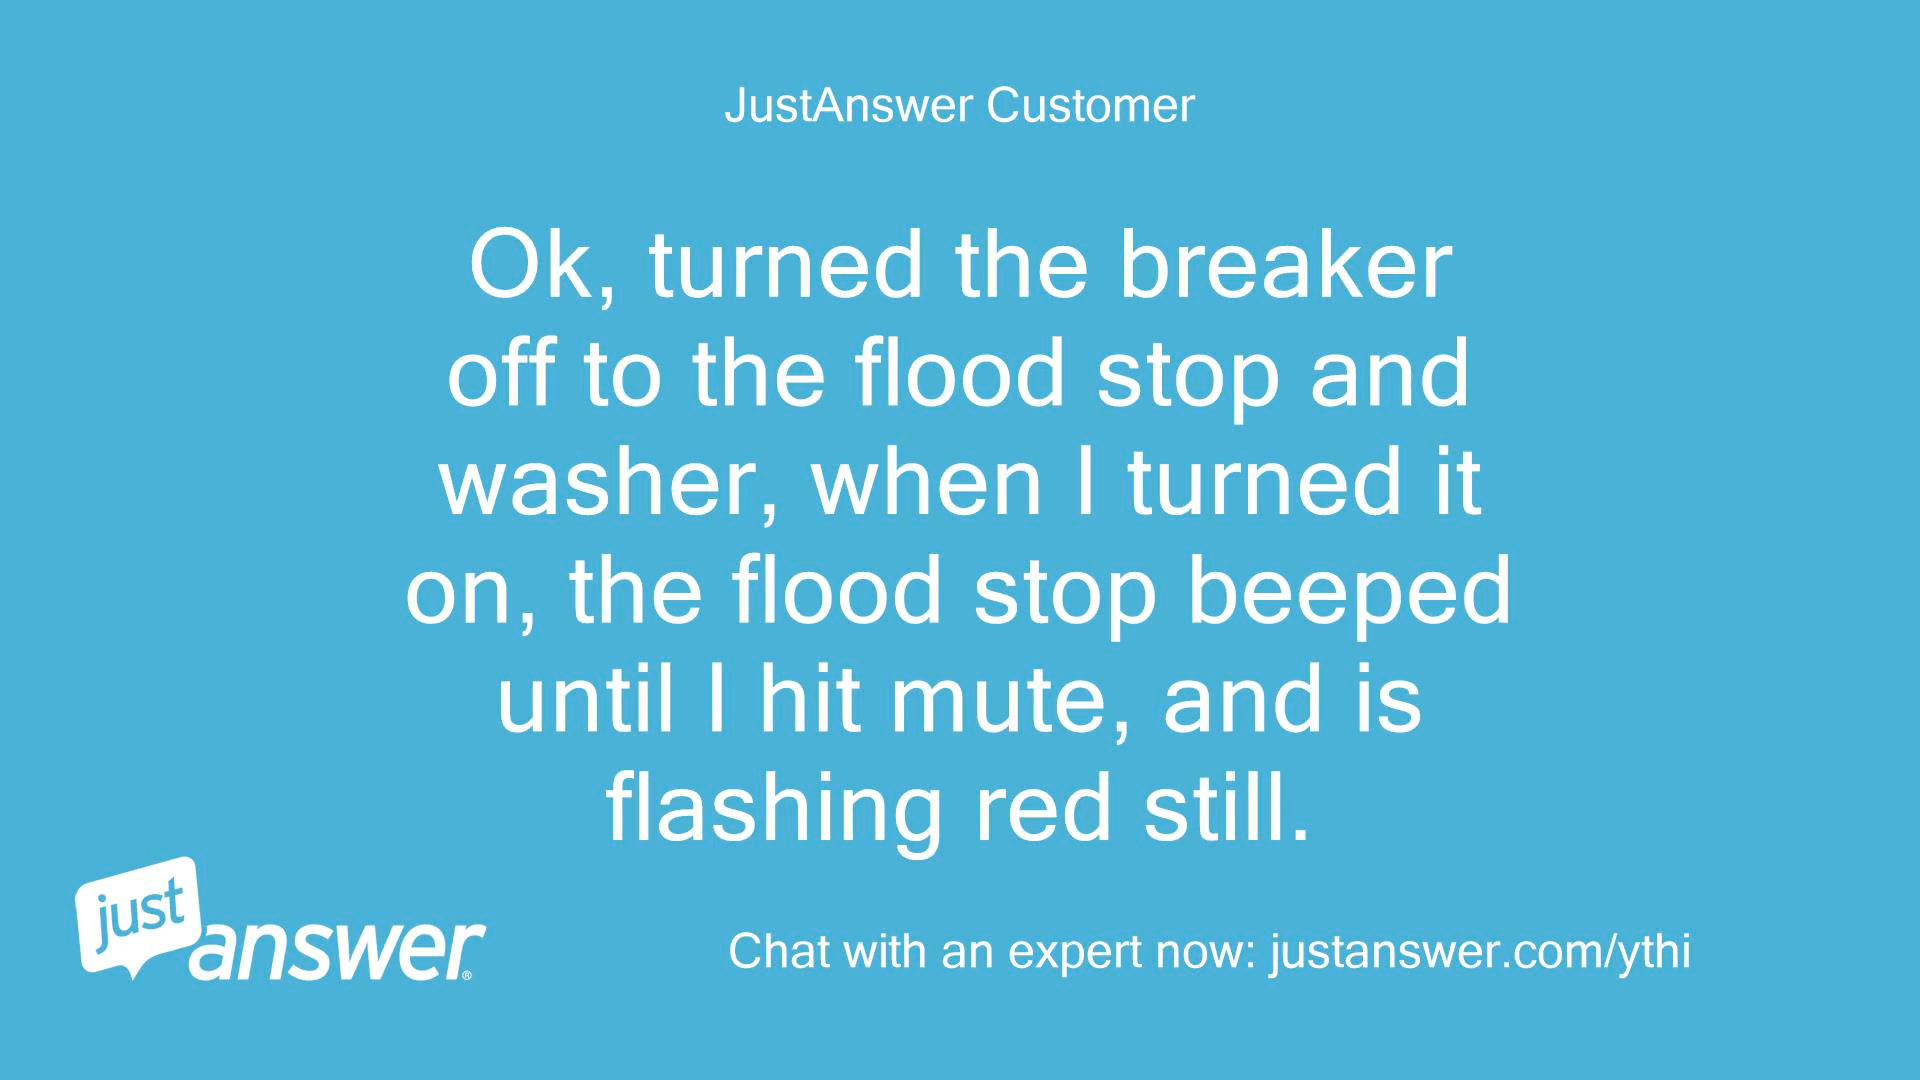 JustAnswer Customer
Ok, turned the breaker
off to the flood stop and
washer, when I turned it
on, the flood stop beeped
until I hit mute, and is
flashing red still.
just
answer®
Chat with an expert now: justanswer.com/ythi